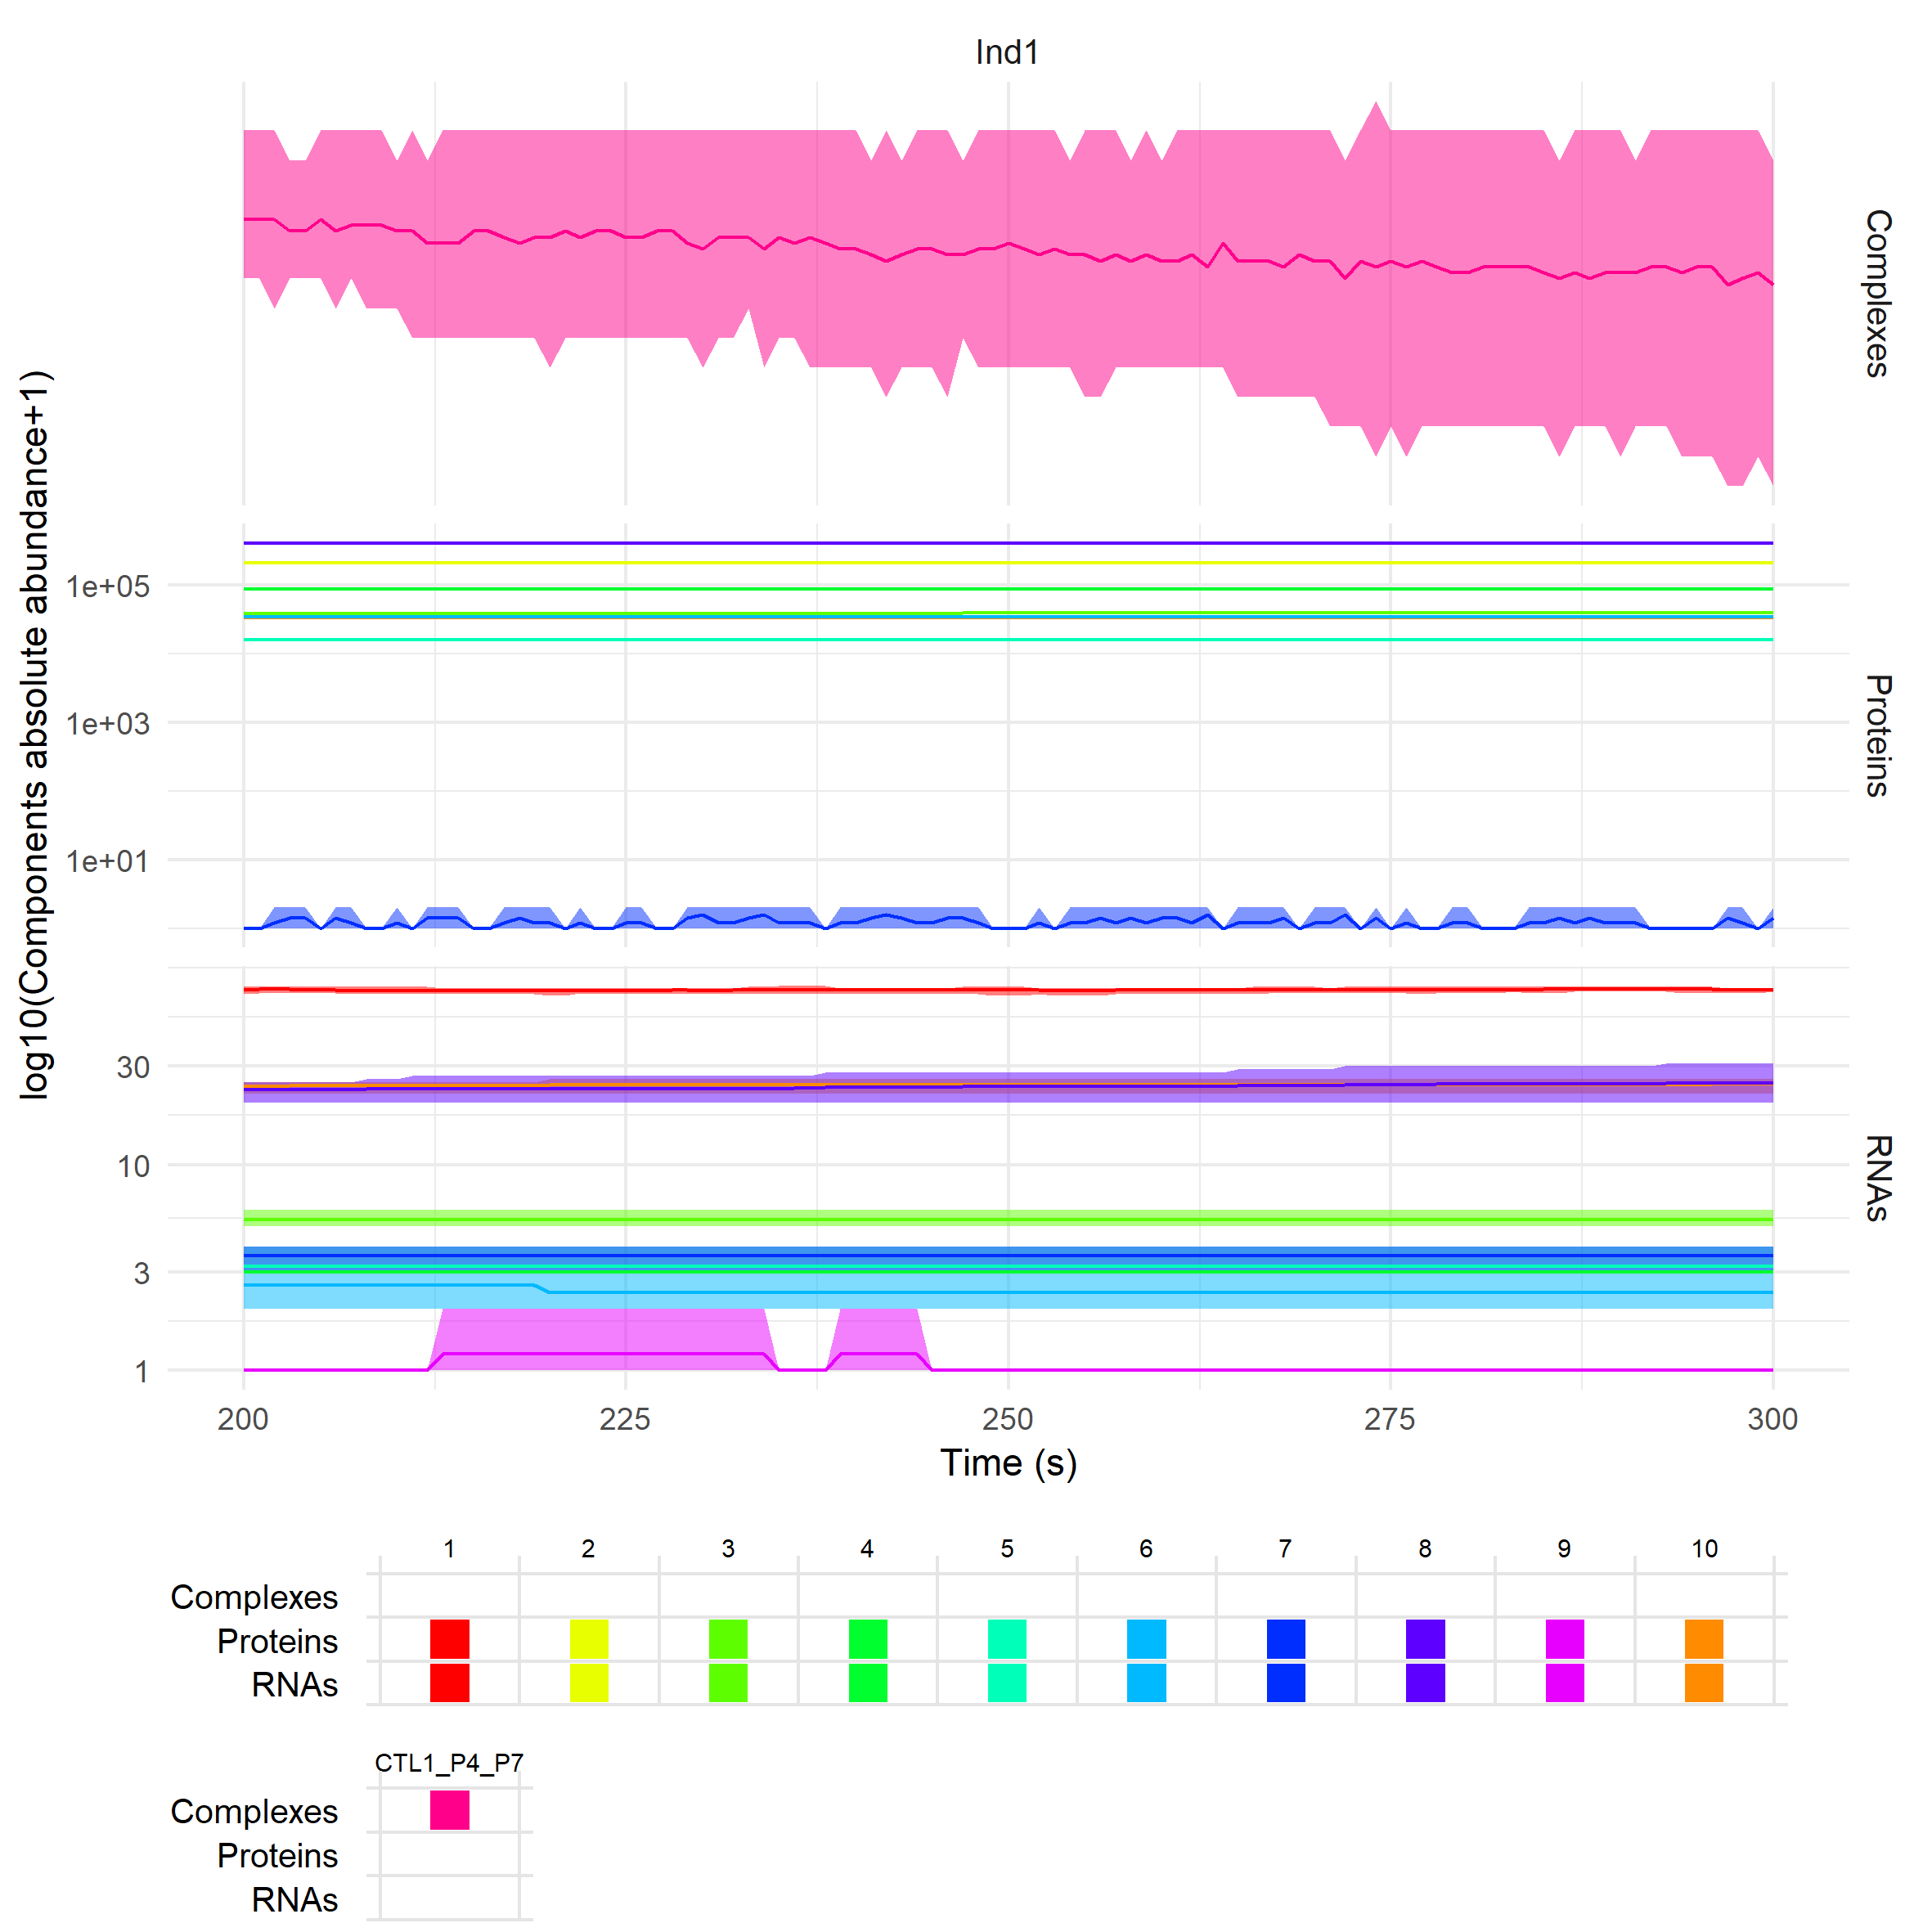 Ind1
log10(Components absolute abundance+1)
Complexes
1e+05
1e+03
1e+01
Proteins
30
10
3
1
RNAs
200 225 250 275 300
Time (s)
1 2 3 4 5 6 7 8 9 10
Complexes
Proteins
RNAs
CTL1_P4_P7
Complexes
Proteins
RNAs